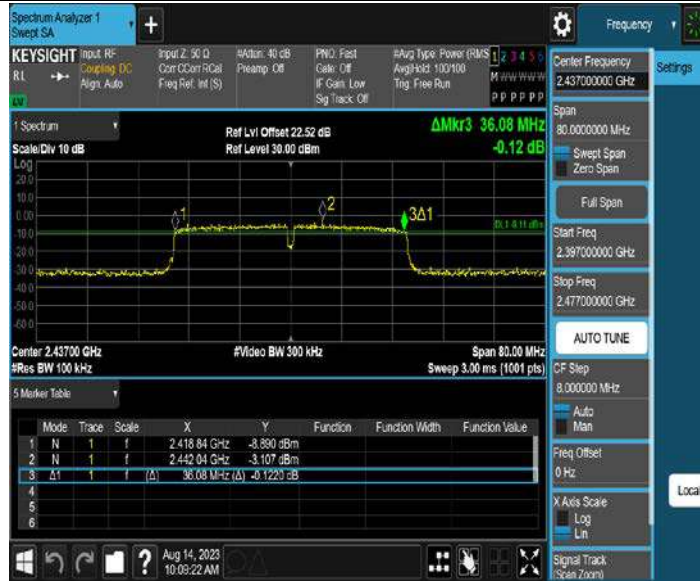 Spectrum Analyzer 1
Swept SA
+
Frequency
KEYSIGHT
RL
Input: RF
Coupling: DC
Align: Auto
Input Z: 50 Ω
Corr CCorr RCal
Freq Ref: Int (S)
#Atten: 40 dB
Preamp: Off
PNO: Fast
Gate: Off
IF Gain: Low
Sig Track: Off
#Avg Type: Power (RMS
Avg|Hold: 100/100
Trig: Free Run
1 2 3 4 5 6
M W W W W W
P P P P P P
1 Spectrum
Scale/Div 10 dB
Ref Lvl Offset 22.52 dB
Ref Level 30.00 dBm
ΔMkr3 36.08 MHz
-0.12 dB
Log
20.0
10.0
0.00
-10.0
-20.0
-30.0
-50.0
-60.0
1
2
3Δ1
Center 2.43700 GHz
#Res BW 100 kHz
#Video BW 300 kHz
Span 80.00 MHz
Sweep 3.00 ms (1001 pts)
5 Marker Table
Mode Trace Scale X Y Function Function Width Function Value
1 N 1 f 2.418 84 GHz -8.890 dBm
2 N 1 f 2.442 04 GHz -3.107 dBm
3 Δ1 1 f (Δ) 36.08 MHz (Δ) -0.1220 dB
4
5
6
?
Aug 14, 2023
10:09:22 AM
Center Frequency
2.437000000 GHz
Settings
Span
80.0000000 MHz
Swept Span
Zero Span
Full Span
Start Freq
2.397000000 GHz
Stop Freq
2.477000000 GHz
AUTO TUNE
CF Step
8.000000 MHz
Auto
Man
Freq Offset
0 Hz
Local
X Axis Scale
Log
Lin
Signal Track
(Span Zoom)